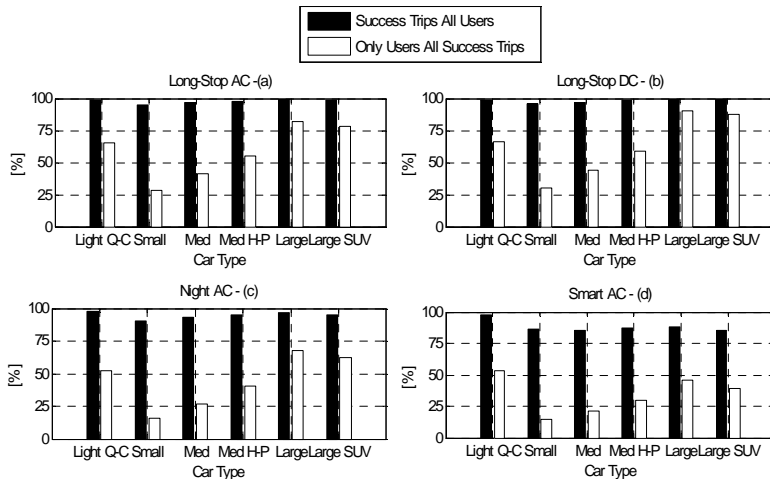 Success Trips All Users
Only Users All Success Trips
Long-Stop AC -(a)
100
75
50
25
0
[%]
Light Q-C Small Med Med H-P Large Large SUV
Car Type
Long-Stop DC - (b)
100
75
50
25
0
[%]
Light Q-C Small Med Med H-P Large Large SUV
Car Type
Night AC - (c)
100
75
50
25
0
[%]
Light Q-C Small Med Med H-P Large Large SUV
Car Type
Smart AC - (d)
100
75
50
25
0
[%]
Light Q-C Small Med Med H-P Large Large SUV
Car Type